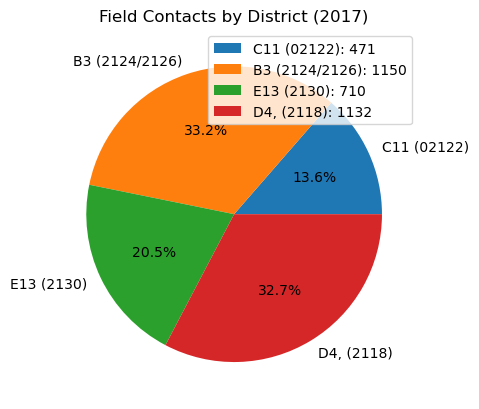 Field Contacts by District (2017)
C11 (02122): 471
B3 (2124/2126): 1150
E13 (2130): 710
D4, (2118): 1132
B3 (2124/2126)
33.2%
C11 (02122)
13.6%
20.5%
E13 (2130)
32.7%
D4, (2118)